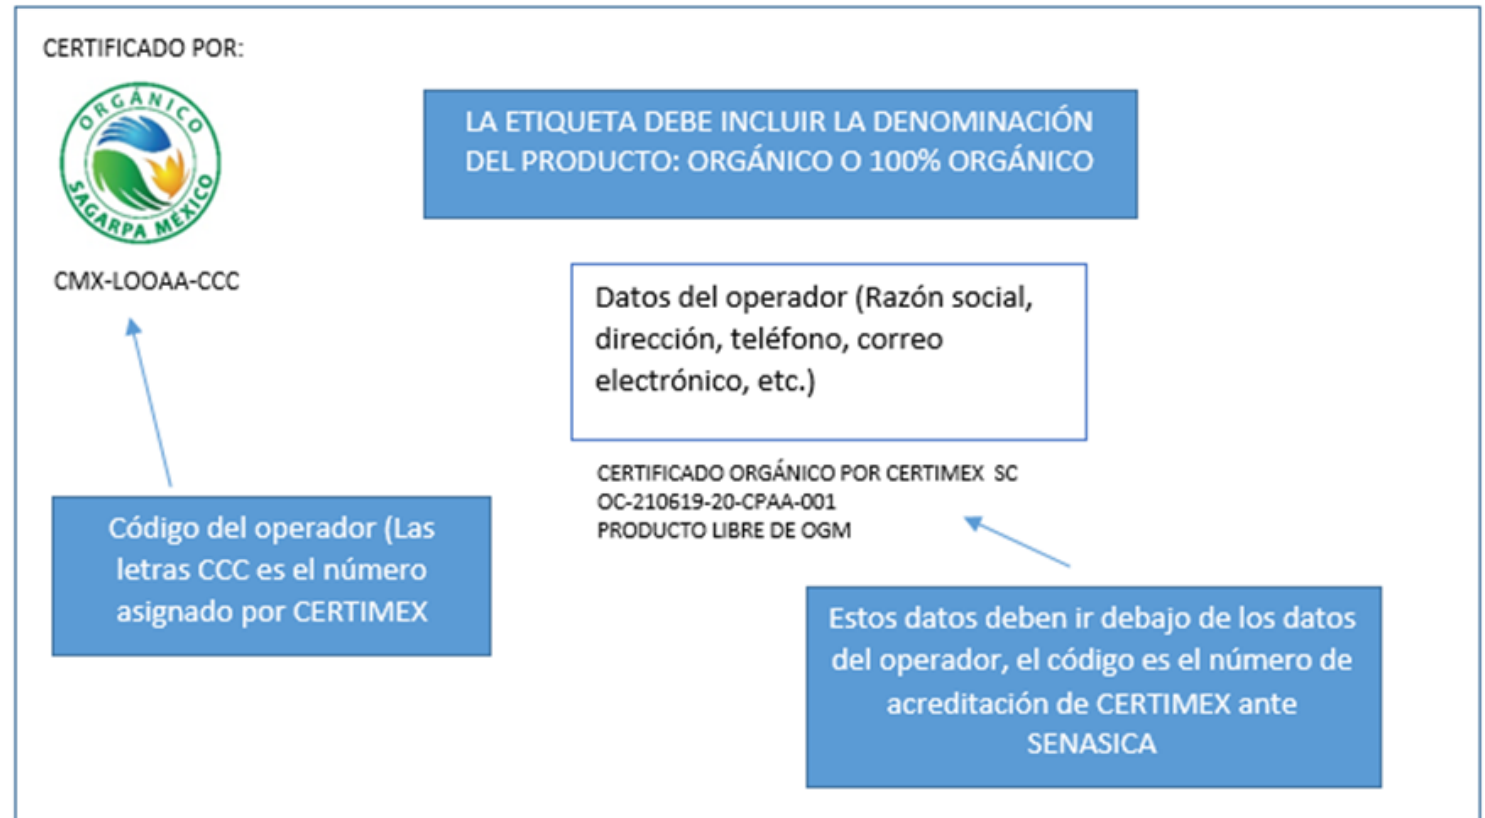 CERTIFICADO POR:
ORGÁNICO
SAGARPA MÉXICO
CMX-LOOAA-CCC
LA ETIQUETA DEBE INCLUIR LA DENOMINACIÓN
DEL PRODUCTO: ORGÁNICO O 100% ORGÁNICO
Datos del operador (Razón social,
dirección, teléfono, correo
electrónico, etc.)
CERTIFICADO ORGÁNICO POR CERTIMEX SC
OC-210619-20-CPAA-001
PRODUCTO LIBRE DE OGM
Código del operador (Las
letras CCC es el número
asignado por CERTIMEX
Estos datos deben ir debajo de los datos
del operador, el código es el número de
acreditación de CERTIMEX ante
SENASICA